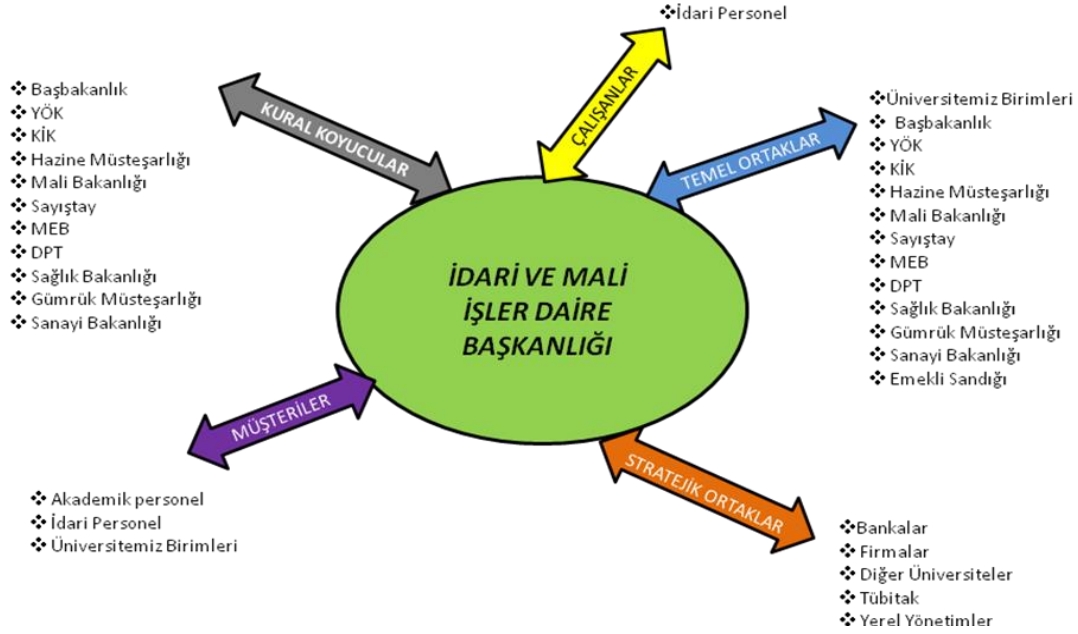 ❖İdari Personel
ÇALIŞANLAR
❖ Başbakanlık
❖ YÖK
❖ KİK
❖ Hazine Müsteşarlığı
❖ Mali Bakanlığı
❖ Sayıştay
❖ MEB
❖ DPT
❖ Sağlık Bakanlığı
❖ Gümrük Müsteşarlığı
❖ Sanayi Bakanlığı
KURAL KOYUCULAR
TEMEL ORTAKLAR
❖Üniversitemiz Birimleri
❖ Başbakanlık
❖ YÖK
❖ KİK
❖ Hazine Müsteşarlığı
❖ Mali Bakanlığı
❖ Sayıştay
❖ MEB
❖ DPT
❖ Sağlık Bakanlığı
❖ Gümrük Müsteşarlığı
❖ Sanayi Bakanlığı
❖ Emekli Sandığı
İDARİ VE MALİ
İŞLER DAİRE
BAŞKANLIĞI
MÜŞTERİLER
❖ Akademik personel
❖ İdari Personel
❖ Üniversitemiz Birimleri
STRATEJİK ORTAKLAR
❖Bankalar
❖ Firmalar
❖ Diğer Üniversiteler
❖ Tübitak
❖ Yerel Yönetimler